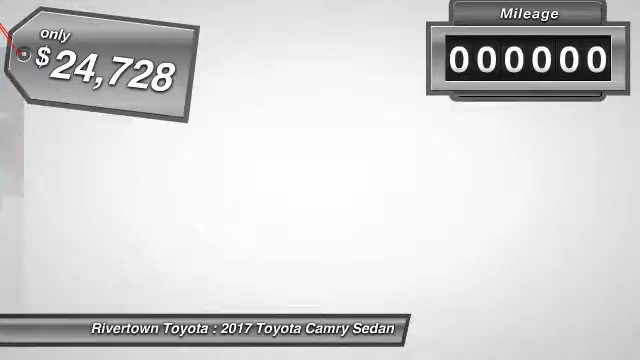 only
$24,728
Mileage
000000
Rivertown Toyota : 2017 Toyota Camry Sedan